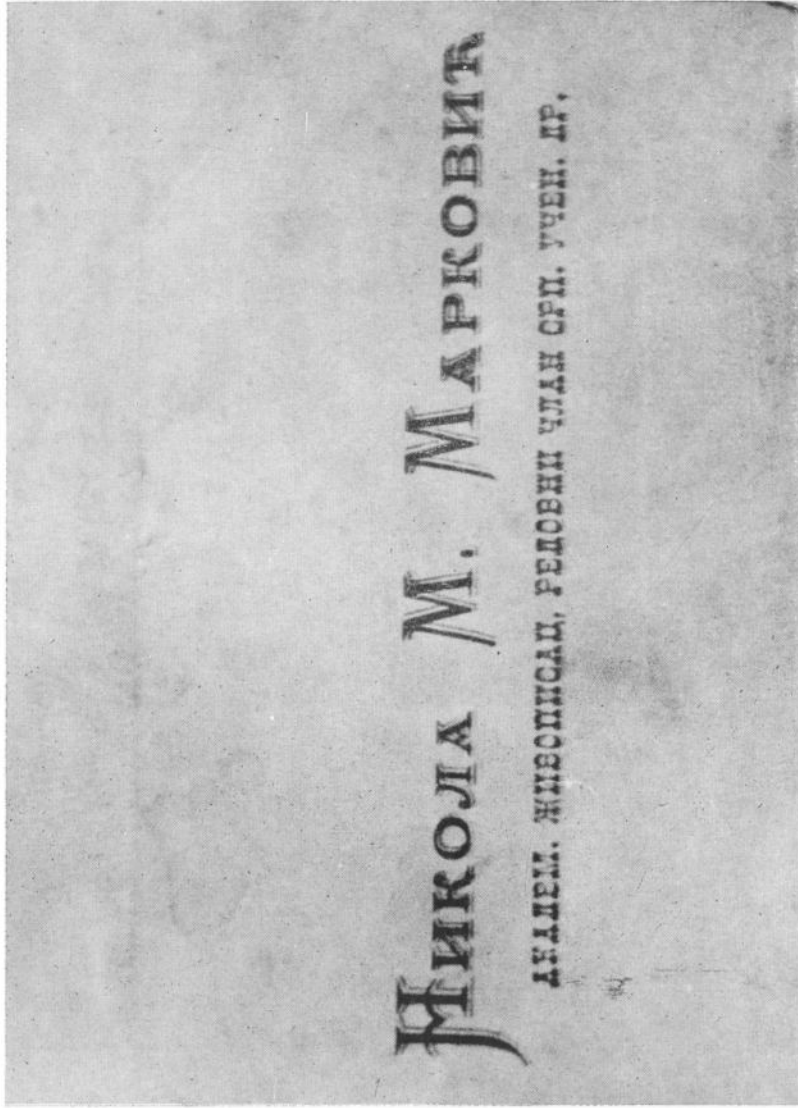 Никола М. Марковић
АКАДЕМ. ЖИВОПИСАЦ, РЕДОВНИ ЧЛАН СРП. УЧЕН. ДР.